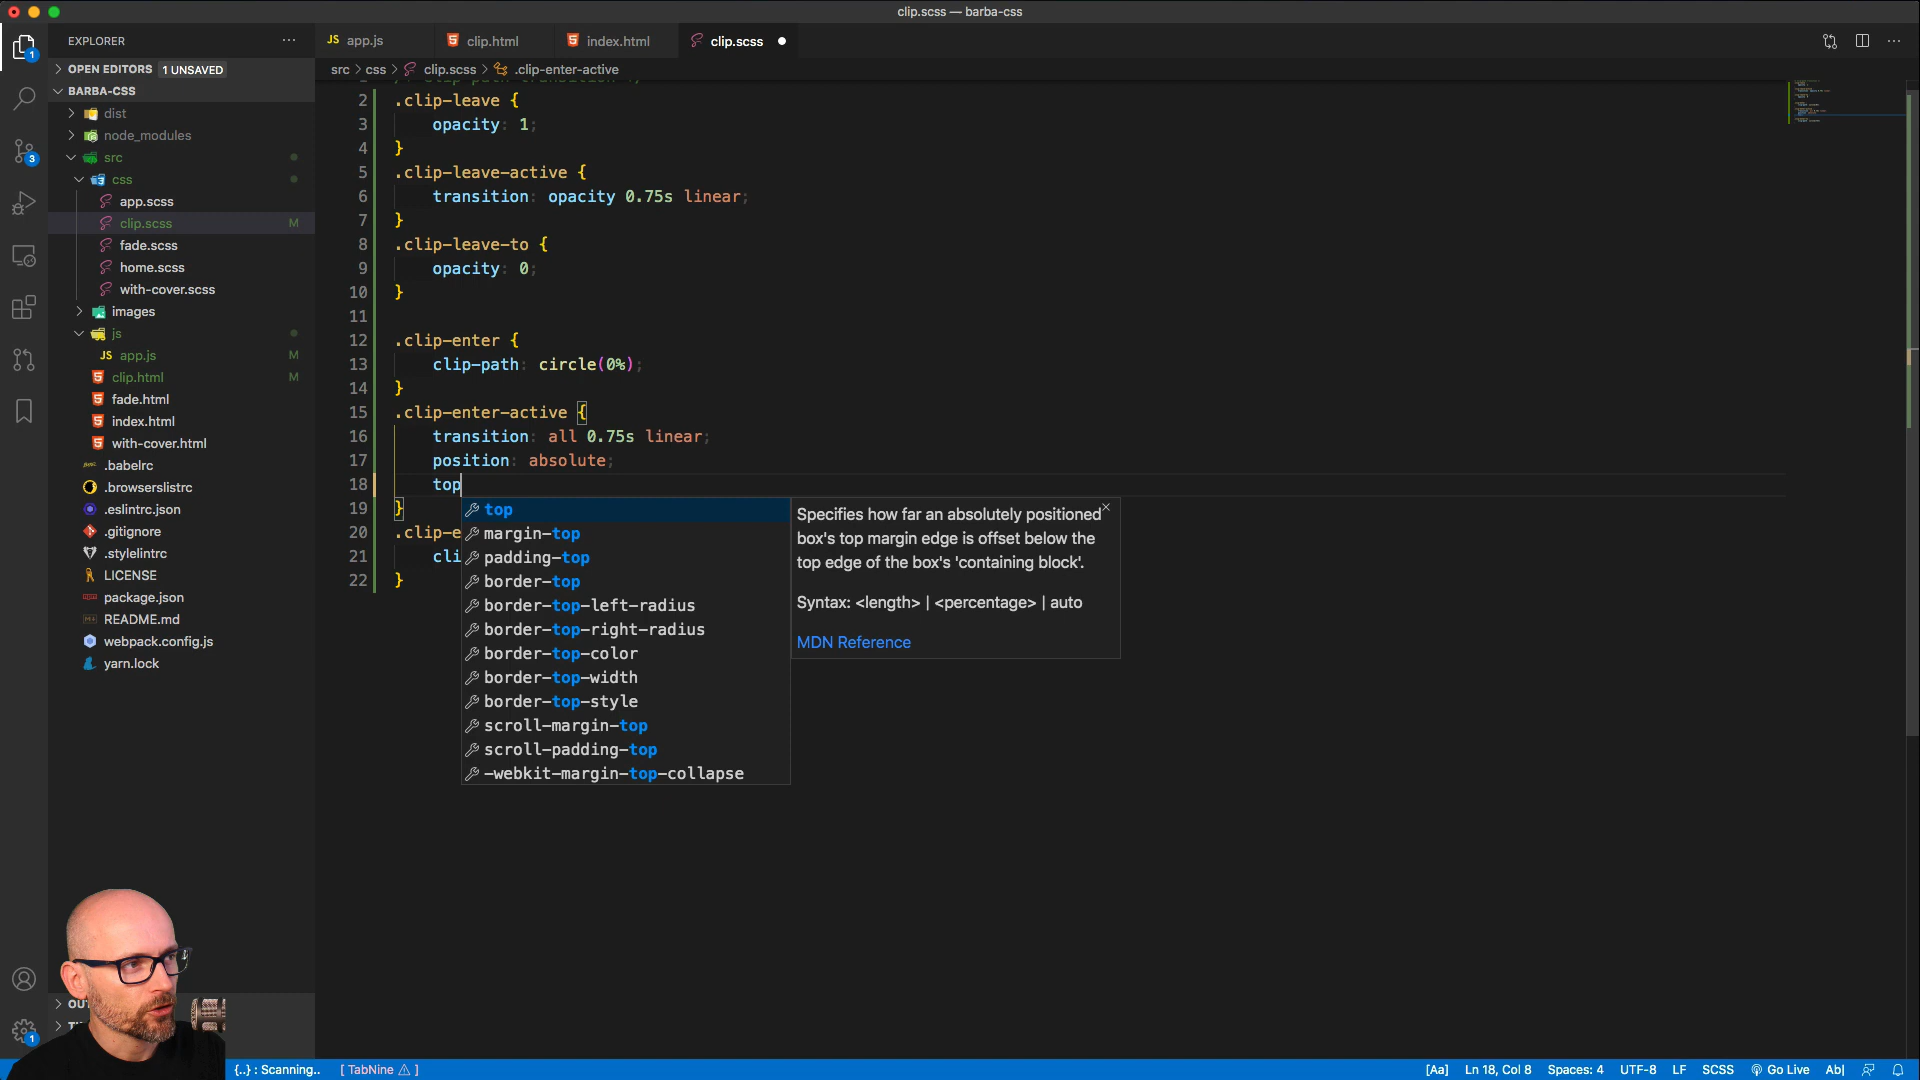 clip.scss — barba-css
EXPLORER
OPEN EDITORS 1 UNSAVED
BARBA-CSS
dist
node_modules
src
css
app.scss
clip.scss M
fade.scss
home.scss
with-cover.scss
images
js
JS app.js M
clip.html M
fade.html
index.html
with-cover.html
.babelrc
.browserslistrc
.eslintrc.json
.gitignore
.stylelintrc
LICENSE
package.json
README.md
webpack.config.js
yarn.lock
JS app.js
clip.html
index.html
clip.scss
src > css > clip.scss > .clip-enter-active
2 .clip-leave {
3 opacity: 1;
4 }
5 .clip-leave-active {
6 transition: opacity 0.75s linear;
7 }
8 .clip-leave-to {
9 opacity: 0;
10 }
11
12 .clip-enter {
13 clip-path: circle(0%);
14 }
15 .clip-enter-active {
16 transition: all 0.75s linear;
17 position: absolute;
18 top
19 }
20 .clip-e
21 cli
22 }
top
margin-top
padding-top
border-top
border-top-left-radius
border-top-right-radius
border-top-color
border-top-width
border-top-style
scroll-margin-top
scroll-padding-top
-webkit-margin-top-collapse
Specifies how far an absolutely positioned
box's top margin edge is offset below the
top edge of the box's 'containing block'.
Syntax: <length> | <percentage> | auto
MDN Reference
{..} : Scanning..
[ TabNine ⚠ ]
[Aa]
Ln 18, Col 8
Spaces: 4
UTF-8
LF
SCSS
Go Live
Ab|
1
3
1